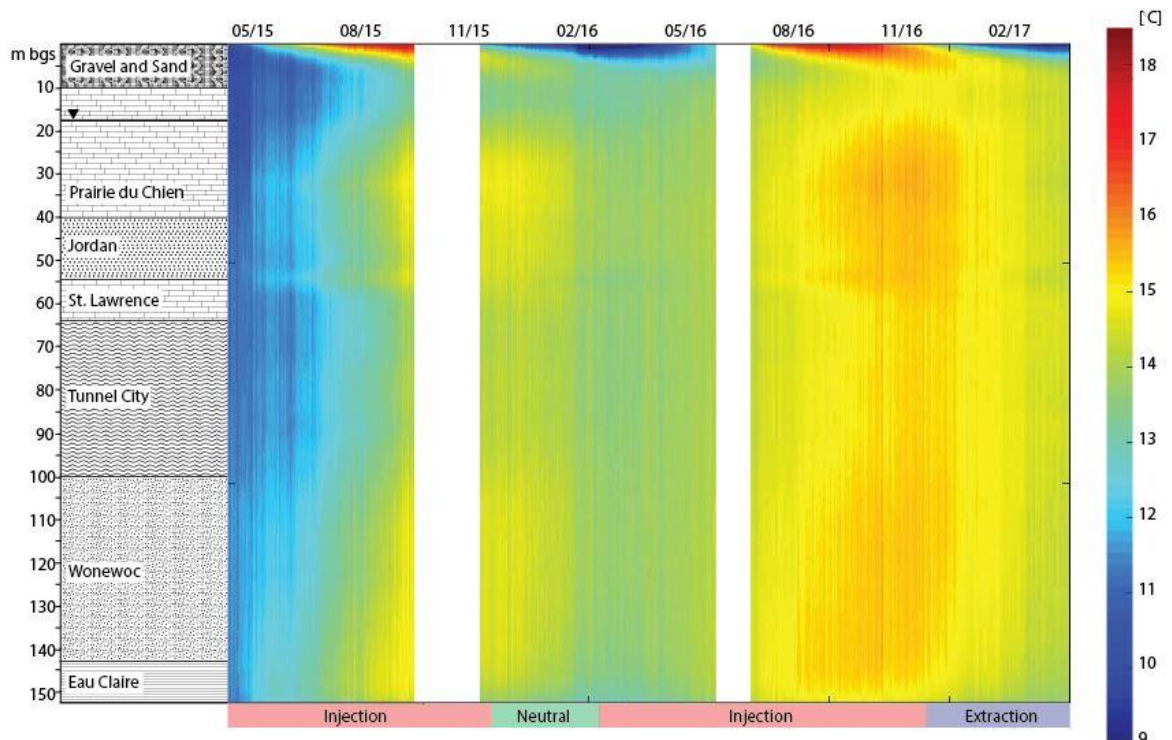 05/15 08/15 11/15 02/16 05/16 08/16 11/16 02/17
[°C]
m bgs
Gravel and Sand
10
20
30
Prairie du Chien
40
Jordan
50
St. Lawrence
60
70
80
Tunnel City
90
100
110
120
Wonewoc
130
140
Eau Claire
150
18
17
16
15
14
13
12
11
10
9
Injection Neutral Injection Extraction